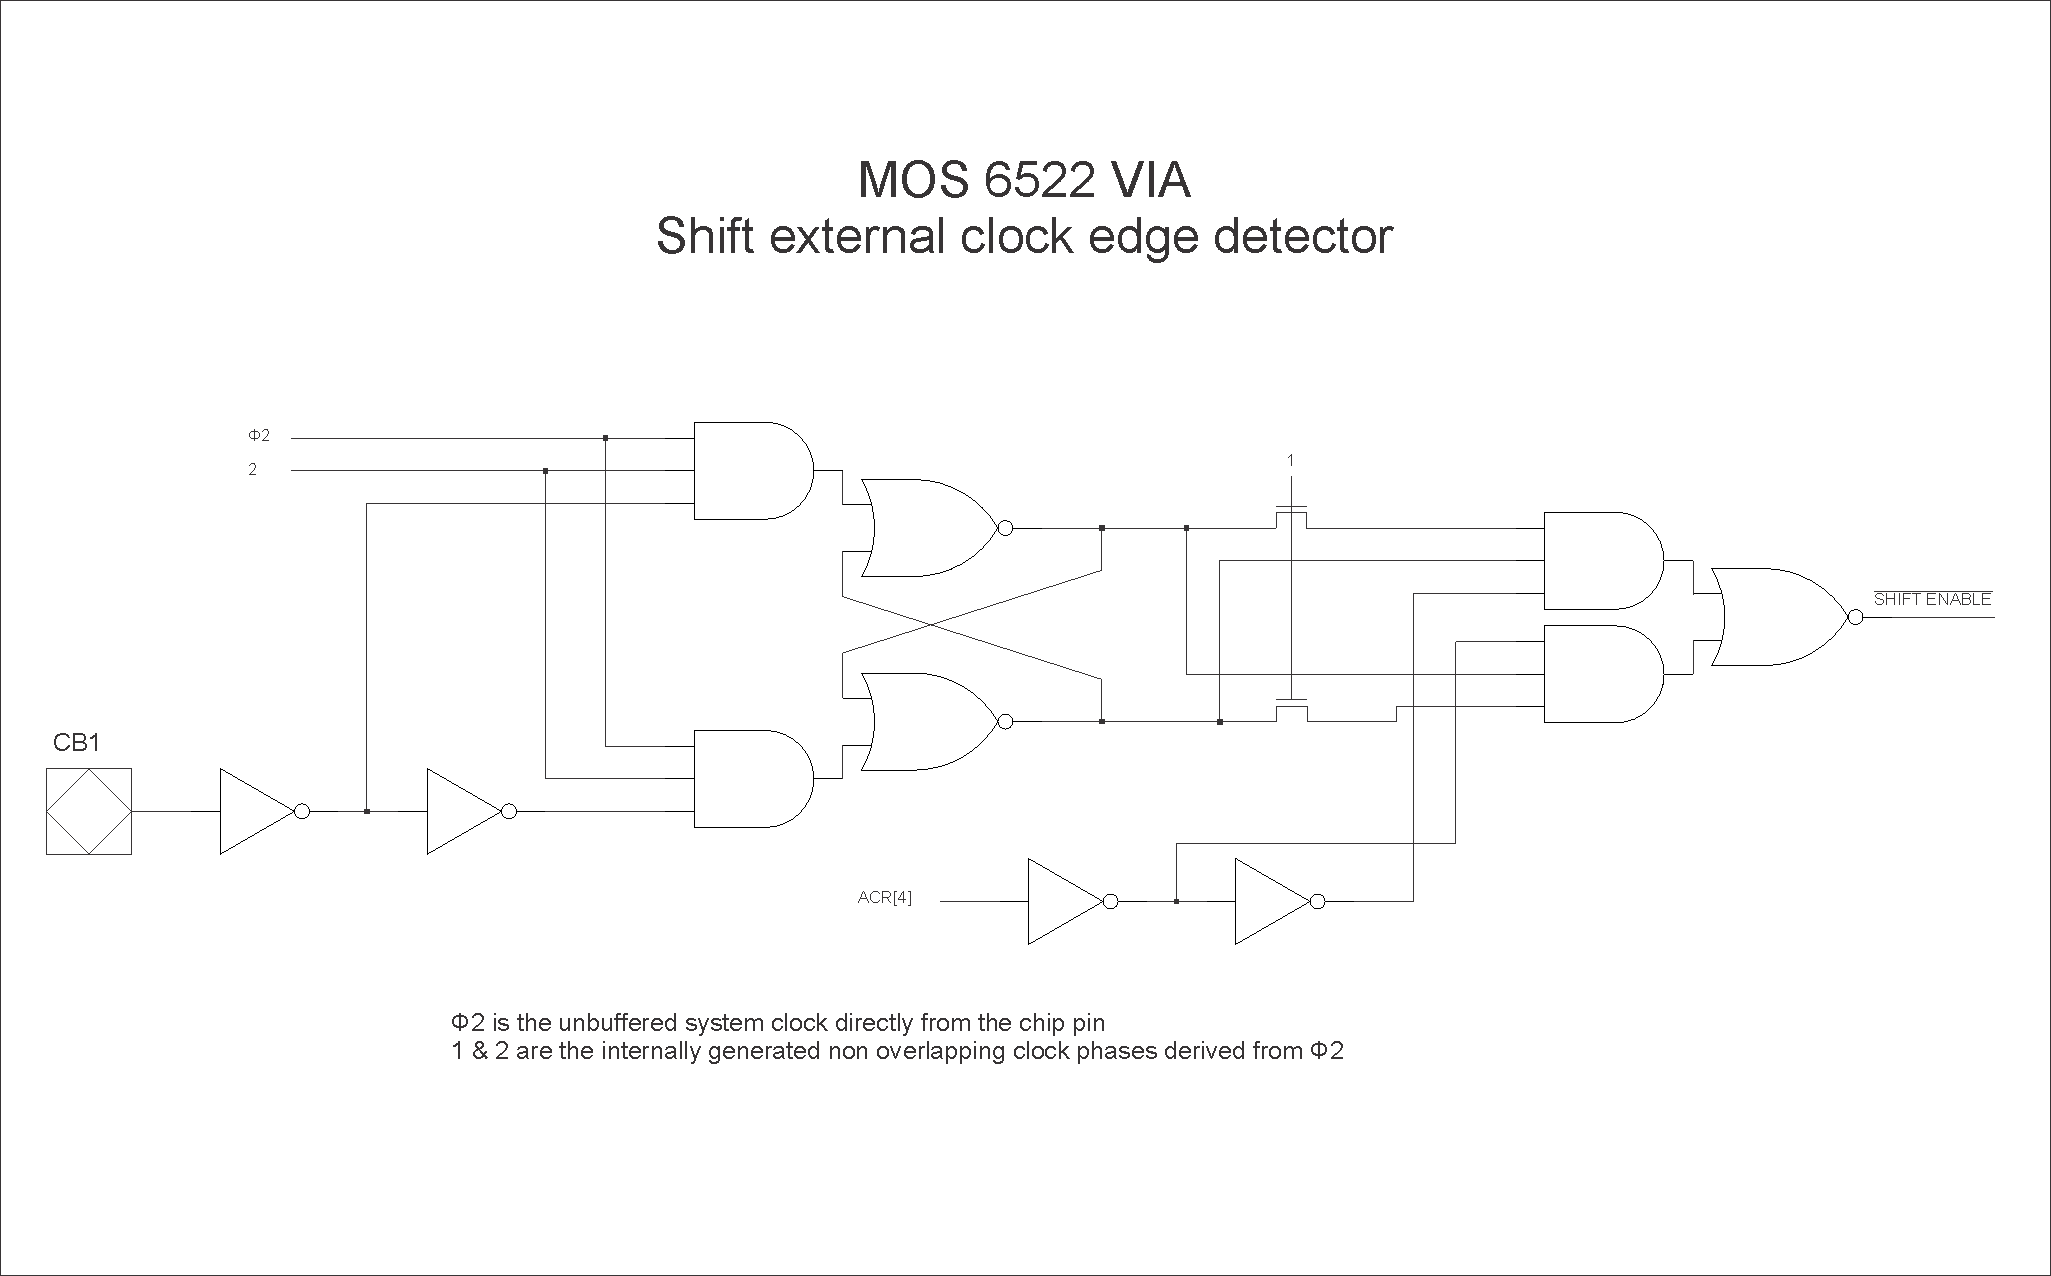 MOS 6522 VIA
Shift external clock edge detector
Φ2
2
1
SHIFT ENABLE
CB1
ACR[4]
Φ2 is the unbuffered system clock directly from the chip pin
1 & 2 are the internally generated non overlapping clock phases derived from Φ2